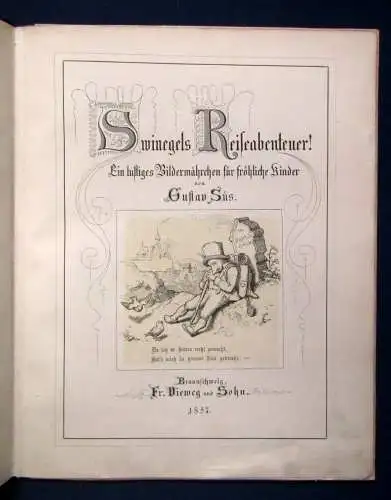 Swinegels Reiseabenteuer!
Ein lustiges Bildermährchen für fröhliche Kinder
von
Gustav Süs.
Braunschweig,
Fr. Vieweg und Sohn.
1857.